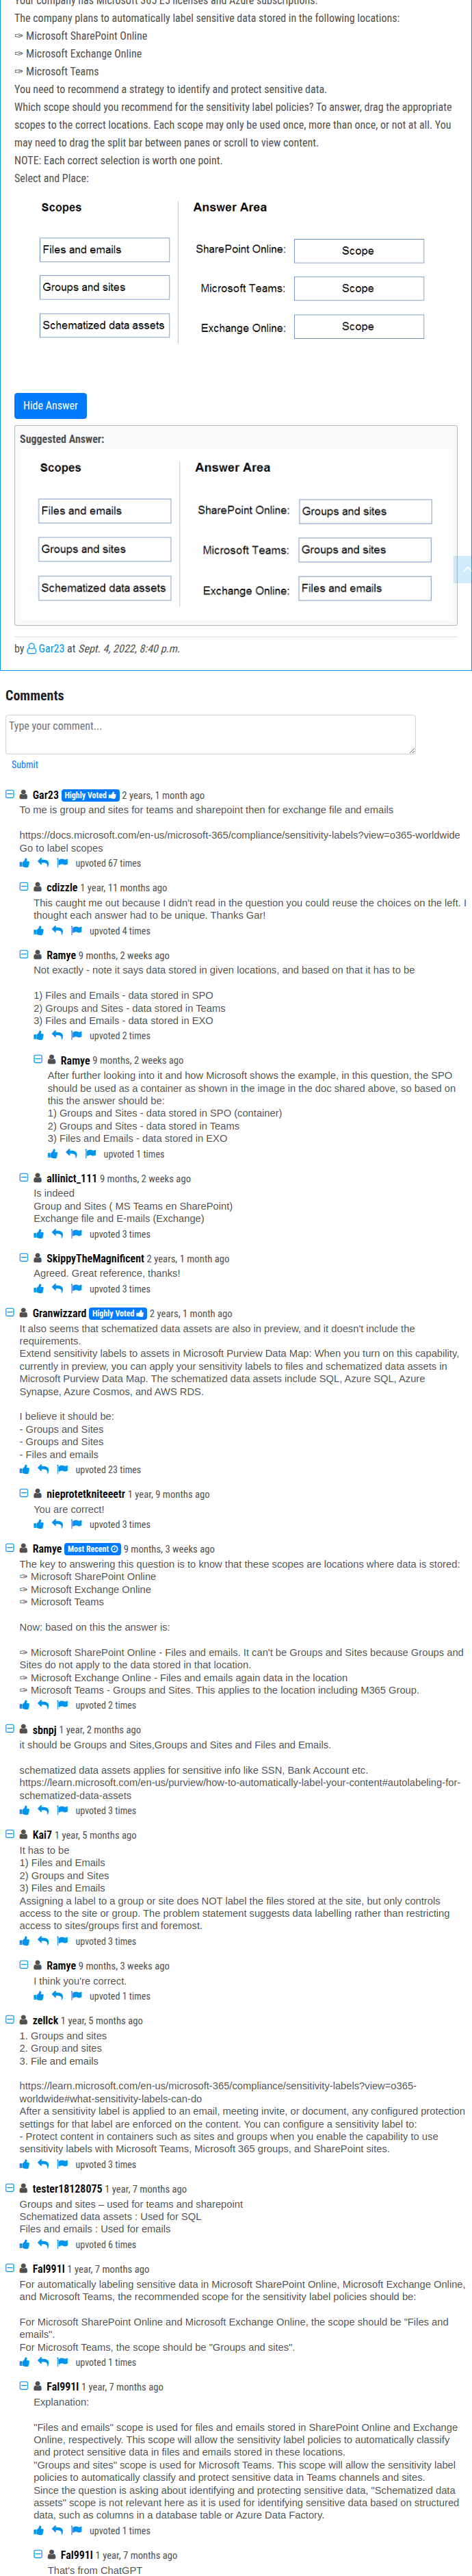 Your company has Microsoft 365 E5 licenses and Azure subscriptions.
The company plans to automatically label sensitive data stored in the following locations:
✑ Microsoft SharePoint Online
✑ Microsoft Exchange Online
✑ Microsoft Teams
You need to recommend a strategy to identify and protect sensitive data.
Which scope should you recommend for the sensitivity label policies? To answer, drag the appropriate
scopes to the correct locations. Each scope may only be used once, more than once, or not at all. You
may need to drag the split bar between panes or scroll to view content.
NOTE: Each correct selection is worth one point.
Select and Place:
Scopes
Answer Area
Files and emails
SharePoint Online:
Scope
Groups and sites
Microsoft Teams:
Scope
Schematized data assets
Exchange Online:
Scope
Hide Answer
Suggested Answer:
Scopes
Answer Area
Files and emails
SharePoint Online:
Groups and sites
Groups and sites
Microsoft Teams:
Groups and sites
Schematized data assets
Exchange Online:
Files and emails
by Gar23 at Sept. 4, 2022, 8:40 p.m.
Comments
Type your comment...
Submit
Gar23 Highly Voted 2 years, 1 month ago
To me is group and sites for teams and sharepoint then for exchange file and emails
https://docs.microsoft.com/en-us/microsoft-365/compliance/sensitivity-labels?view=o365-worldwide
Go to label scopes
upvoted 67 times
cdizzle 1 year, 11 months ago
This caught me out because I didn't read in the question you could reuse the choices on the left. I
thought each answer had to be unique. Thanks Gar!
upvoted 4 times
Ramye 9 months, 2 weeks ago
Not exactly - note it says data stored in given locations, and based on that it has to be
1) Files and Emails - data stored in SPO
2) Groups and Sites - data stored in Teams
3) Files and Emails - data stored in EXO
upvoted 2 times
Ramye 9 months, 2 weeks ago
After further looking into it and how Microsoft shows the example, in this question, the SPO
should be used as a container as shown in the image in the doc shared above, so based on
this the answer should be:
1) Groups and Sites - data stored in SPO (container)
2) Groups and Sites - data stored in Teams
3) Files and Emails - data stored in EXO
upvoted 1 times
allinict_111 9 months, 2 weeks ago
Is indeed
Group and Sites ( MS Teams en SharePoint)
Exchange file and E-mails (Exchange)
upvoted 3 times
SkippyTheMagnificent 2 years, 1 month ago
Agreed. Great reference, thanks!
upvoted 3 times
Granwizzard Highly Voted 2 years, 1 month ago
It also seems that schematized data assets are also in preview, and it doesn't include the
requirements.
Extend sensitivity labels to assets in Microsoft Purview Data Map: When you turn on this capability,
currently in preview, you can apply your sensitivity labels to files and schematized data assets in
Microsoft Purview Data Map. The schematized data assets include SQL, Azure SQL, Azure
Synapse, Azure Cosmos, and AWS RDS.
I believe it should be:
- Groups and Sites
- Groups and Sites
- Files and emails
upvoted 23 times
nieprotetkniteeetr 1 year, 9 months ago
You are correct!
upvoted 3 times
Ramye Most Recent 9 months, 3 weeks ago
The key to answering this question is to know that these scopes are locations where data is stored:
✑ Microsoft SharePoint Online
✑ Microsoft Exchange Online
✑ Microsoft Teams
Now: based on this the answer is:
✑ Microsoft SharePoint Online - Files and emails. It can't be Groups and Sites because Groups and
Sites do not apply to the data stored in that location.
✑ Microsoft Exchange Online - Files and emails again data in the location
✑ Microsoft Teams - Groups and Sites. This applies to the location including M365 Group.
upvoted 2 times
sbnpj 1 year, 2 months ago
it should be Groups and Sites,Groups and Sites and Files and Emails.
schematized data assets applies for sensitive info like SSN, Bank Account etc.
https://learn.microsoft.com/en-us/purview/how-to-automatically-label-your-content#autolabeling-for-
schematized-data-assets
upvoted 3 times
Kai7 1 year, 5 months ago
It has to be
1) Files and Emails
2) Groups and Sites
3) Files and Emails
Assigning a label to a group or site does NOT label the files stored at the site, but only controls
access to the site or group. The problem statement suggests data labelling rather than restricting
access to sites/groups first and foremost.
upvoted 3 times
Ramye 9 months, 3 weeks ago
I think you're correct.
upvoted 1 times
zellck 1 year, 5 months ago
1. Groups and sites
2. Group and sites
3. File and emails
https://learn.microsoft.com/en-us/microsoft-365/compliance/sensitivity-labels?view=o365-
worldwide#what-sensitivity-labels-can-do
After a sensitivity label is applied to an email, meeting invite, or document, any configured protection
settings for that label are enforced on the content. You can configure a sensitivity label to:
- Protect content in containers such as sites and groups when you enable the capability to use
sensitivity labels with Microsoft Teams, Microsoft 365 groups, and SharePoint sites.
upvoted 3 times
tester18128075 1 year, 7 months ago
Groups and sites – used for teams and sharepoint
Schematized data assets : Used for SQL
Files and emails : Used for emails
upvoted 6 times
Fal991l 1 year, 7 months ago
For automatically labeling sensitive data in Microsoft SharePoint Online, Microsoft Exchange Online,
and Microsoft Teams, the recommended scope for the sensitivity label policies should be:
For Microsoft SharePoint Online and Microsoft Exchange Online, the scope should be "Files and
emails".
For Microsoft Teams, the scope should be "Groups and sites".
upvoted 1 times
Fal991l 1 year, 7 months ago
Explanation:
"Files and emails" scope is used for files and emails stored in SharePoint Online and Exchange
Online, respectively. This scope will allow the sensitivity label policies to automatically classify
and protect sensitive data in files and emails stored in these locations.
"Groups and sites" scope is used for Microsoft Teams. This scope will allow the sensitivity label
policies to automatically classify and protect sensitive data in Teams channels and sites.
Since the question is asking about identifying and protecting sensitive data, "Schematized data
assets" scope is not relevant here as it is used for identifying sensitive data based on structured
data, such as columns in a database table or Azure Data Factory.
upvoted 1 times
Fal991l 1 year, 7 months ago
That's from ChatGPT